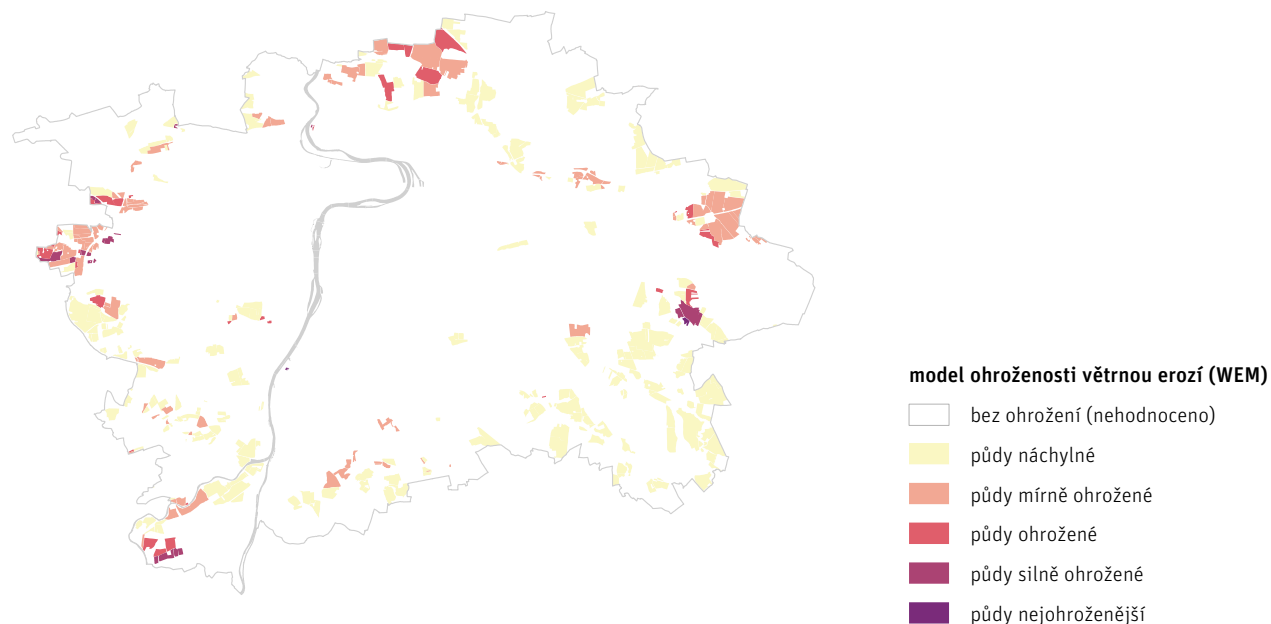 model ohroženosti větrnou erozí (WEM)
bez ohrožení (nehodnoceno)
půdy náchylné
půdy mírně ohrožené
půdy ohrožené
půdy silně ohrožené
půdy nejohroženější